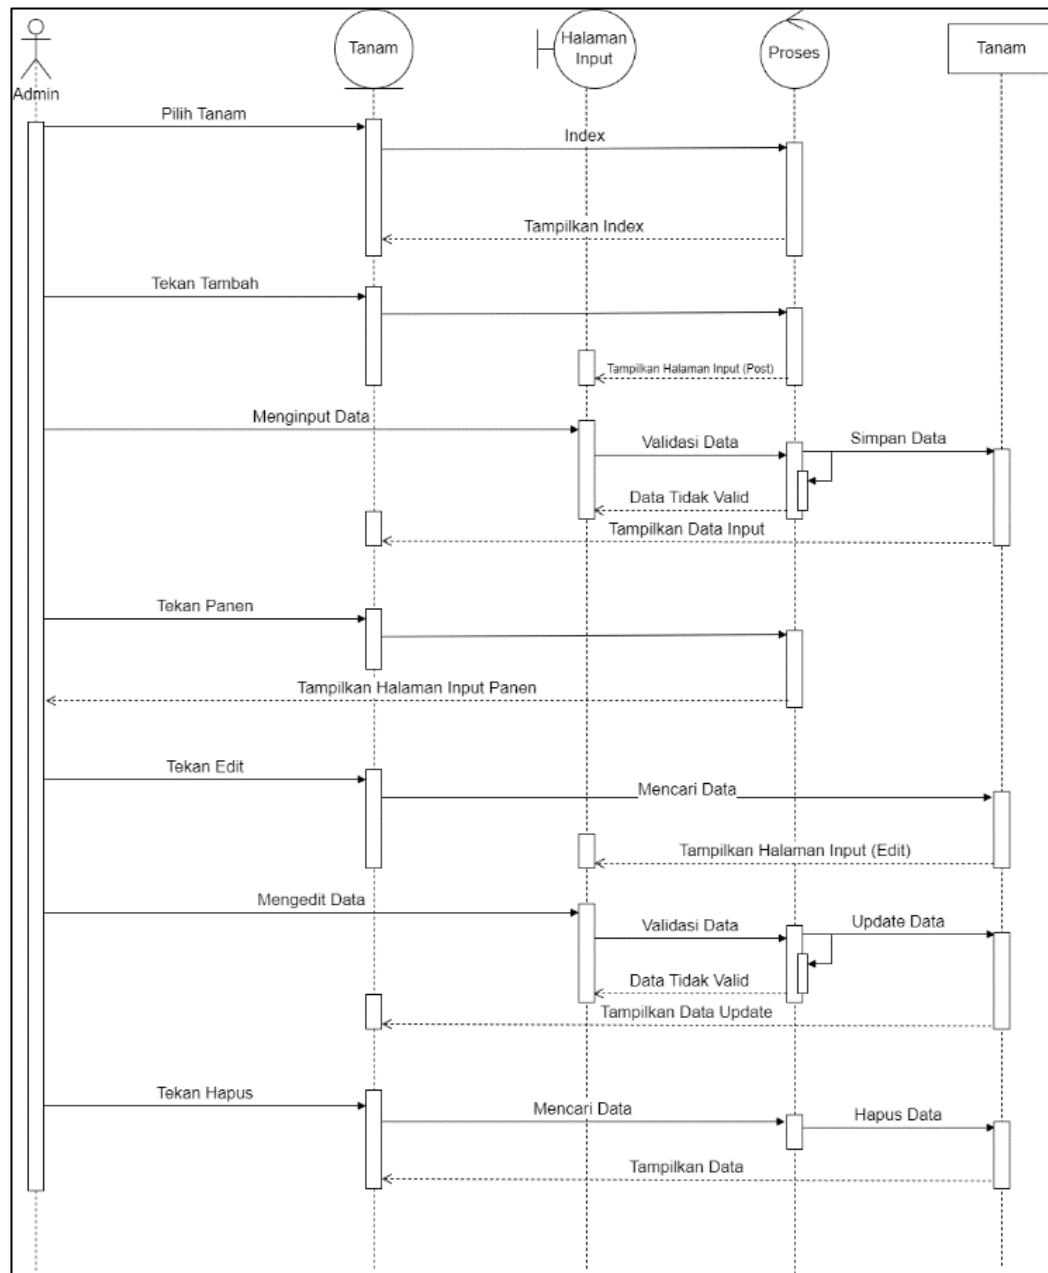 Tanam
Halaman
Input
Proses
Tanam
Admin
Pilih Tanam
Index
Tampilkan Index
Tekan Tambah
Tampilkan Halaman Input (Post)
Menginput Data
Validasi Data
Simpan Data
Data Tidak Valid
Tampilkan Data Input
Tekan Panen
Tampilkan Halaman Input Panen
Tekan Edit
Mencari Data
Tampilkan Halaman Input (Edit)
Mengedit Data
Validasi Data
Update Data
Data Tidak Valid
Tampilkan Data Update
Tekan Hapus
Mencari Data
Hapus Data
Tampilkan Data